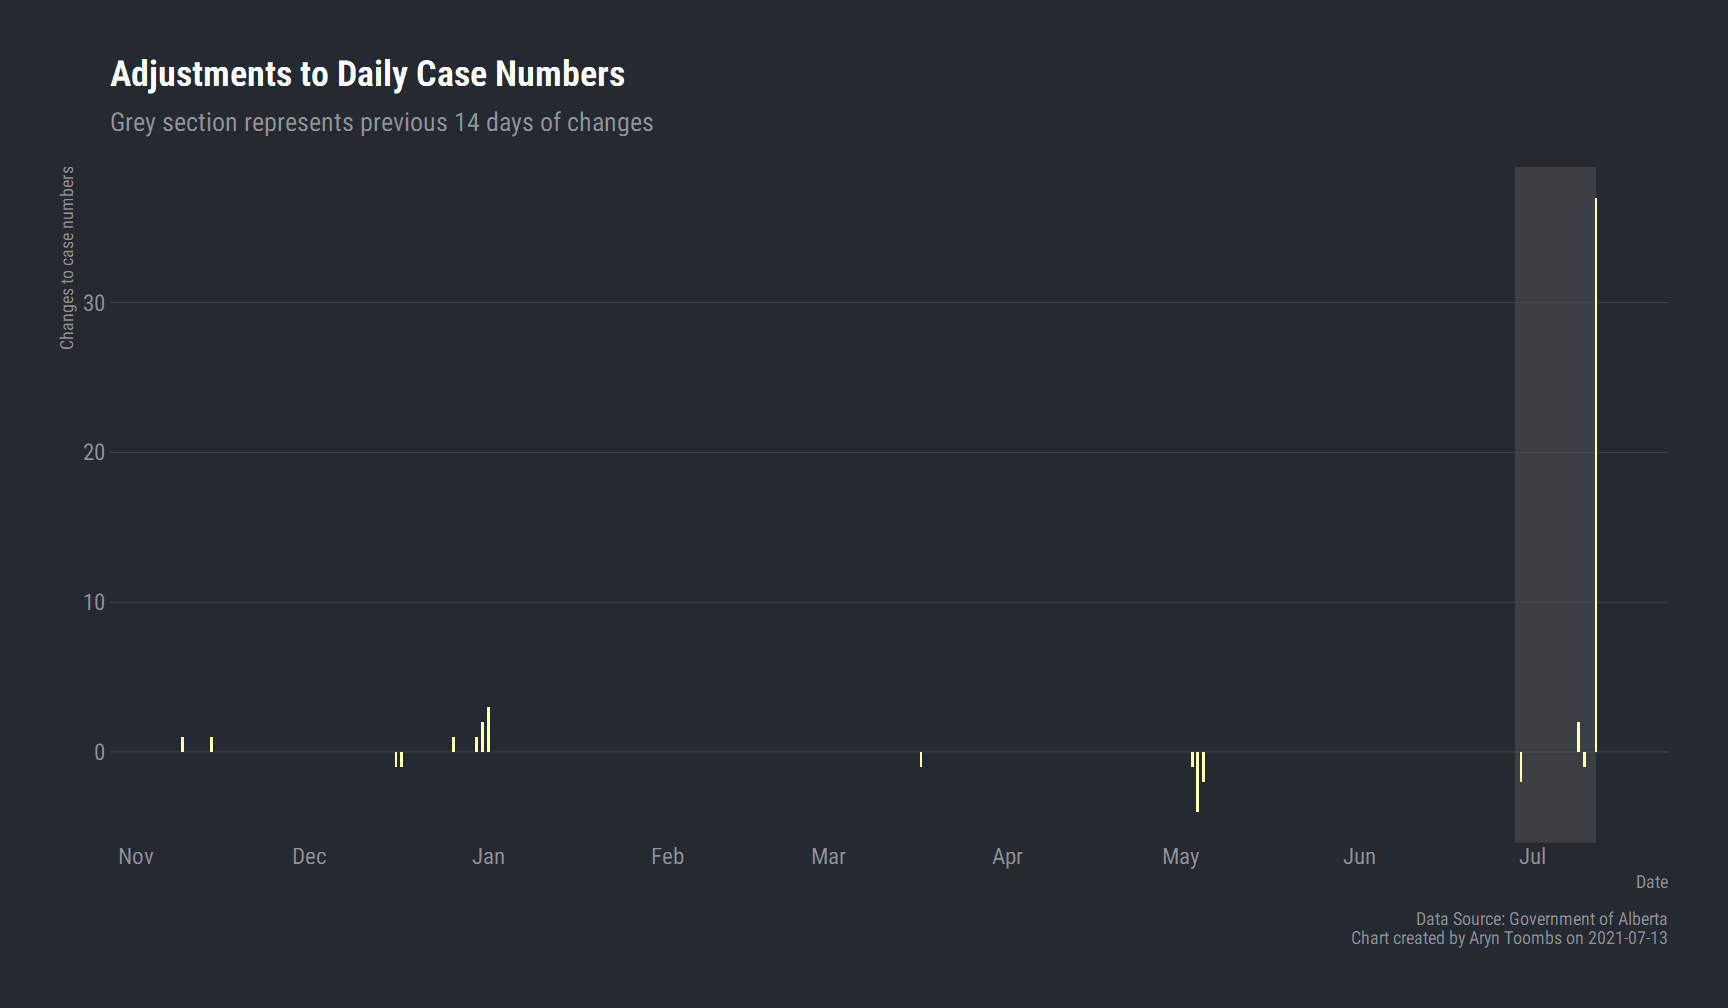 Adjustments to Daily Case Numbers
Grey section represents previous 14 days of changes
Changes to case numbers
30
20
10
0
Nov
Dec
Jan
Feb
Mar
Apr
May
Jun
Jul
Date
Data Source: Government of Alberta
Chart created by Aryn Toombs on 2021-07-13